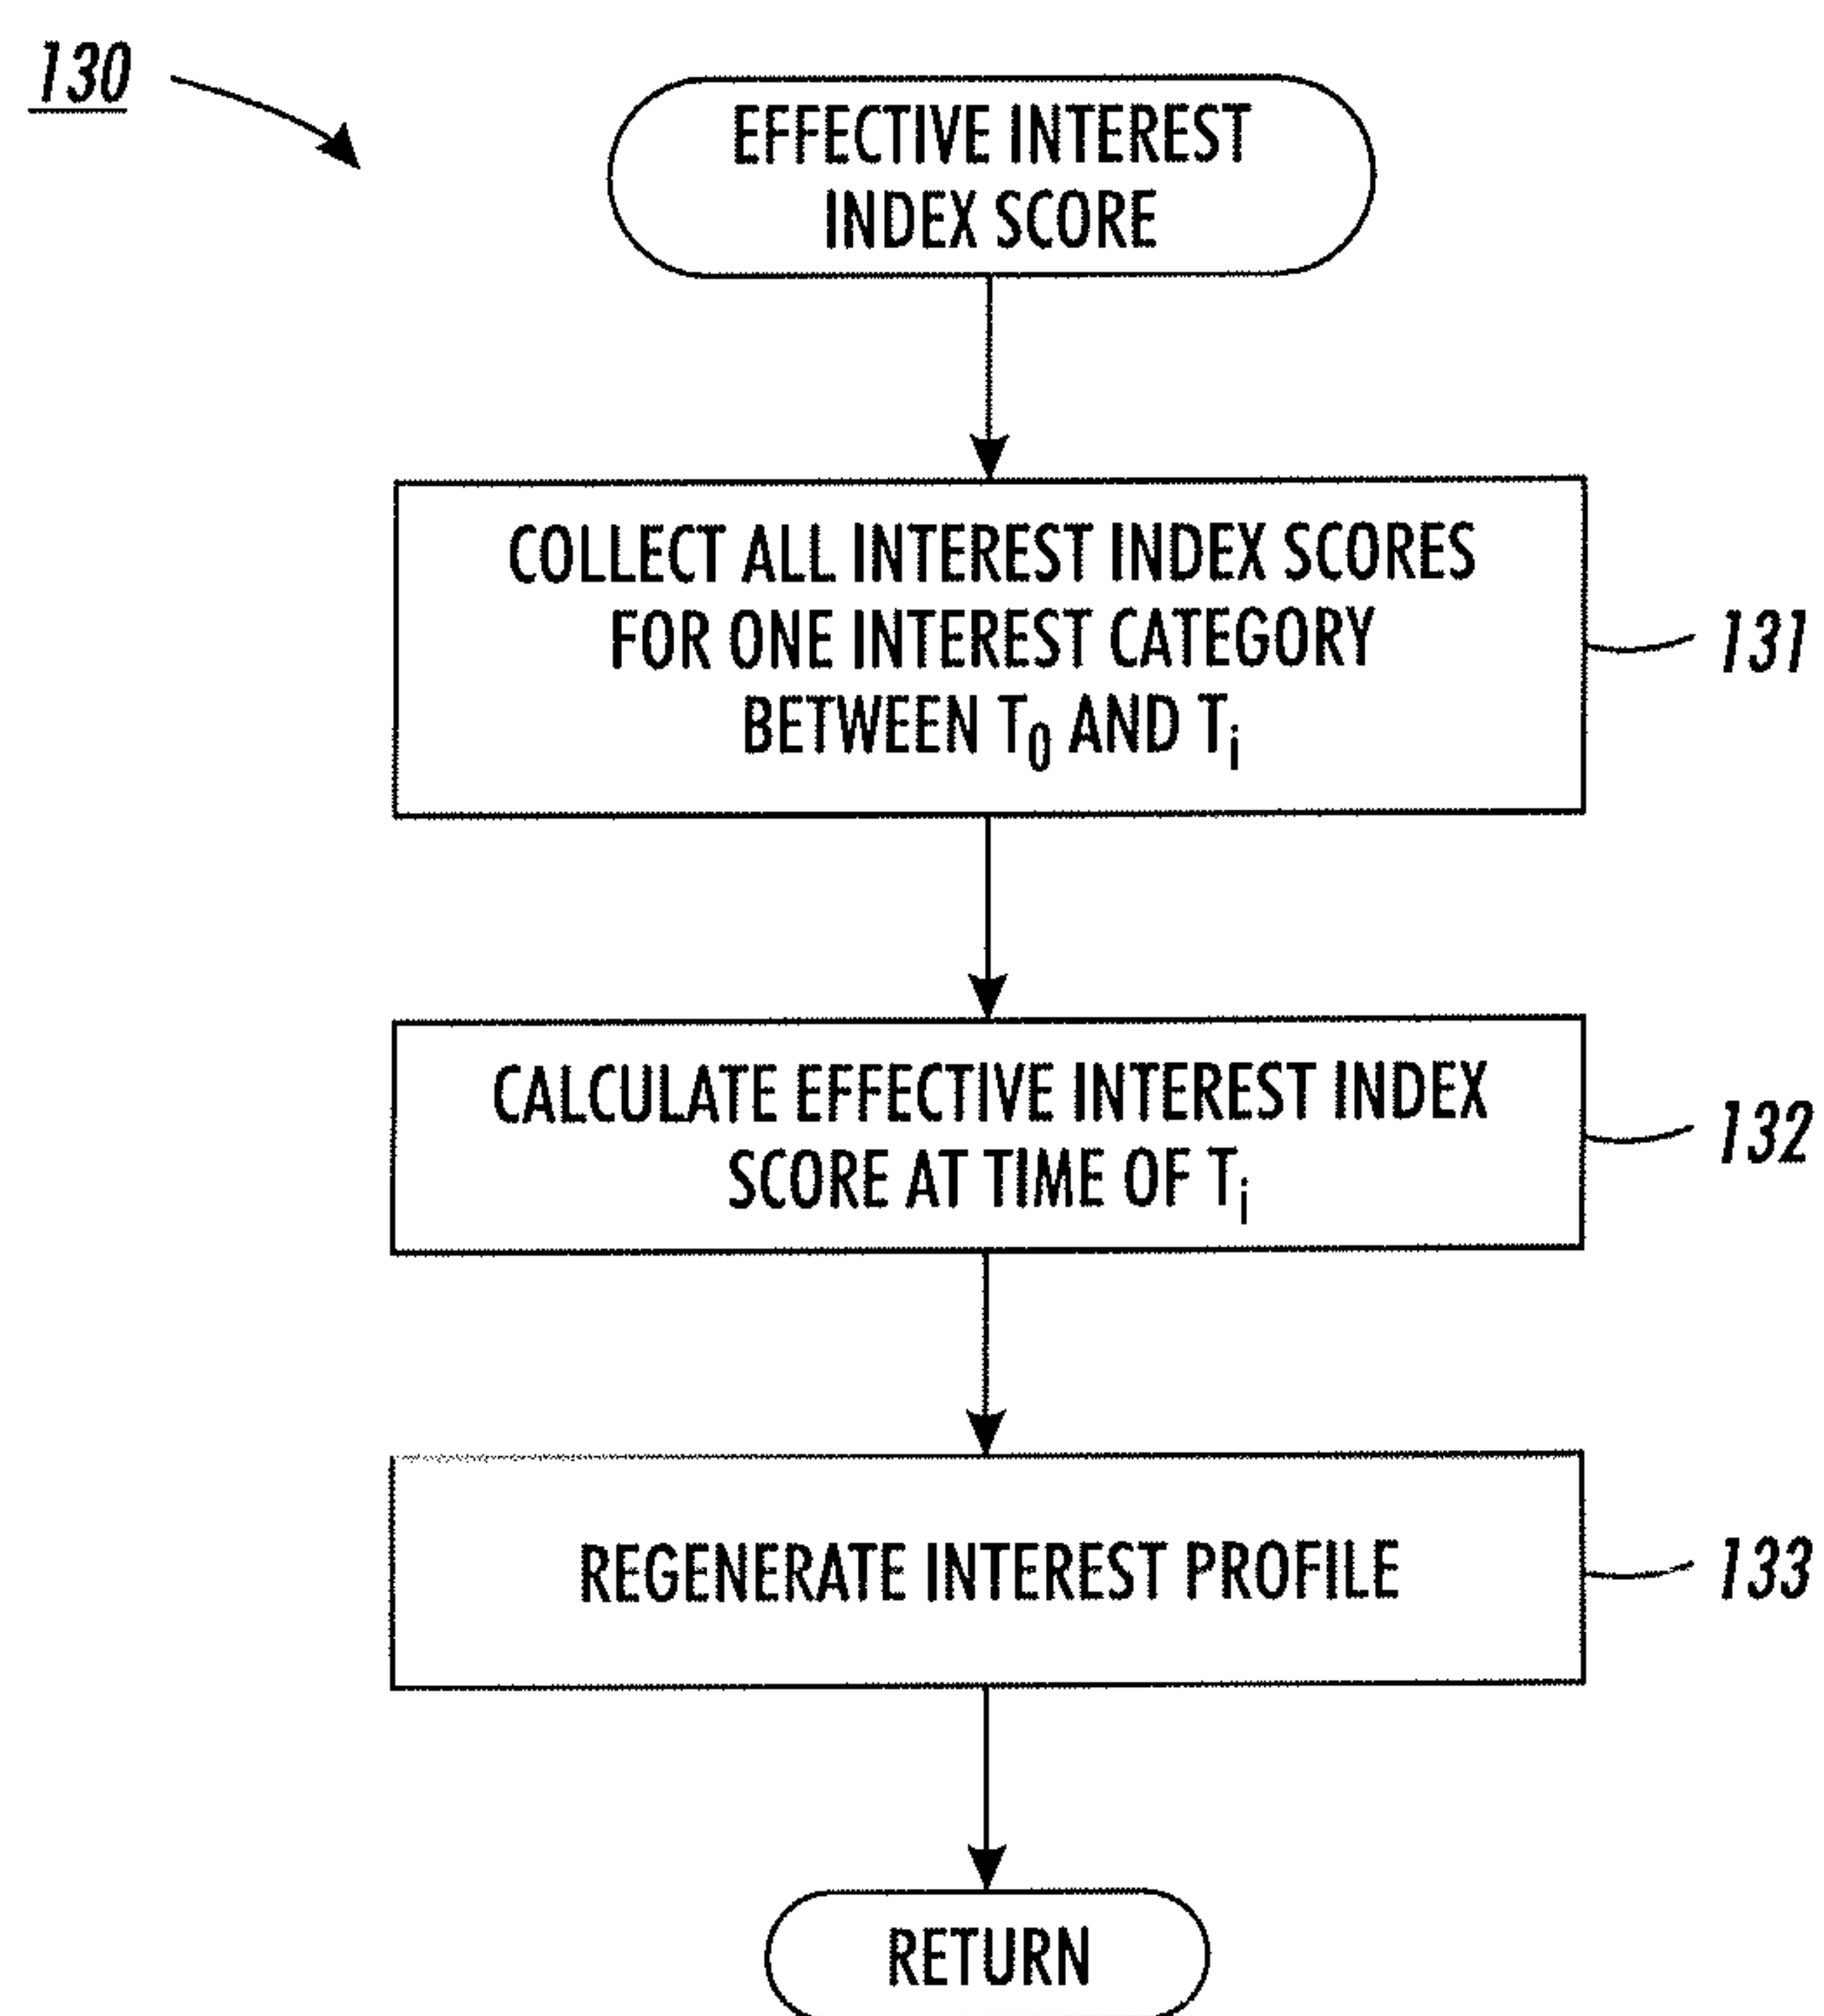 130
EFFECTIVE INTEREST
INDEX SCORE
COLLECT ALL INTEREST INDEX SCORES
FOR ONE INTEREST CATEGORY
BETWEEN T0 AND Ti
131
CALCULATE EFFECTIVE INTEREST INDEX
SCORE AT TIME OF Ti
132
REGENERATE INTEREST PROFILE
133
RETURN